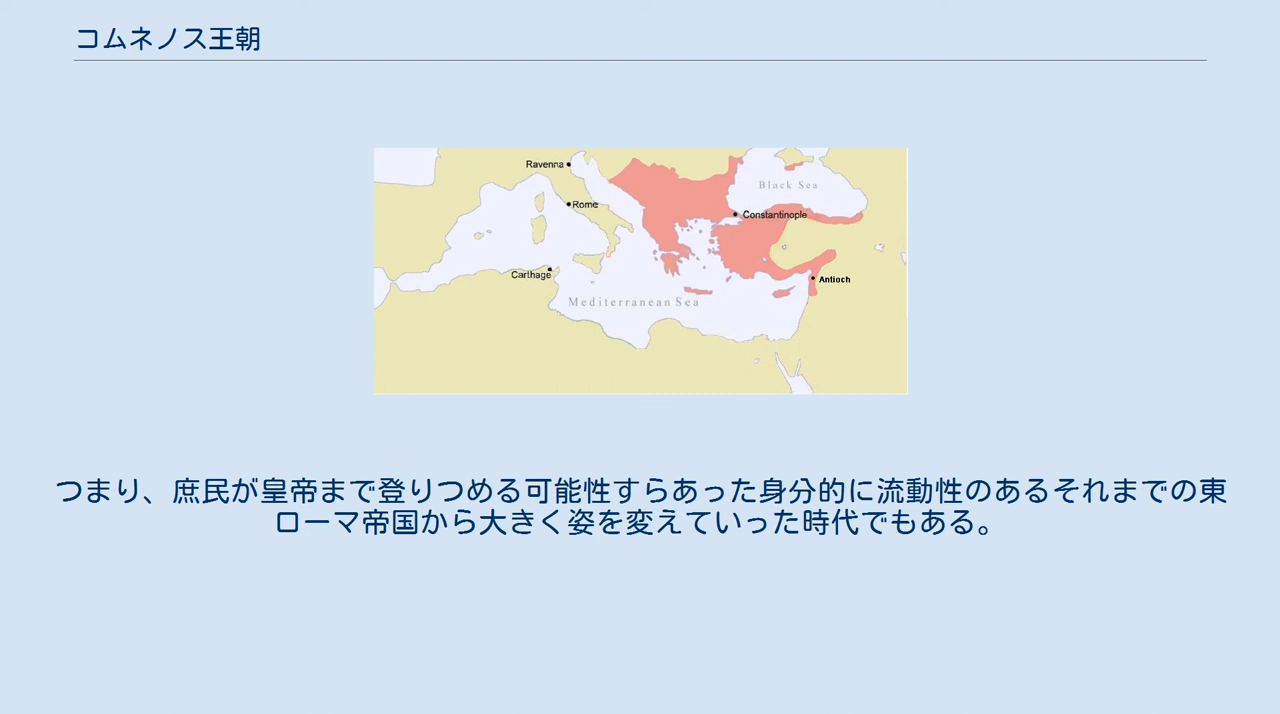 コムネノス王朝
Ravenna
Black Sea
Rome
Constantinople
Carthage
Antioch
Mediterranean Sea
つまり、庶民が皇帝まで登りつめる可能性すらあった身分的に流動性のあるそれまでの東
ローマ帝国から大きく姿を変えていった時代でもある。